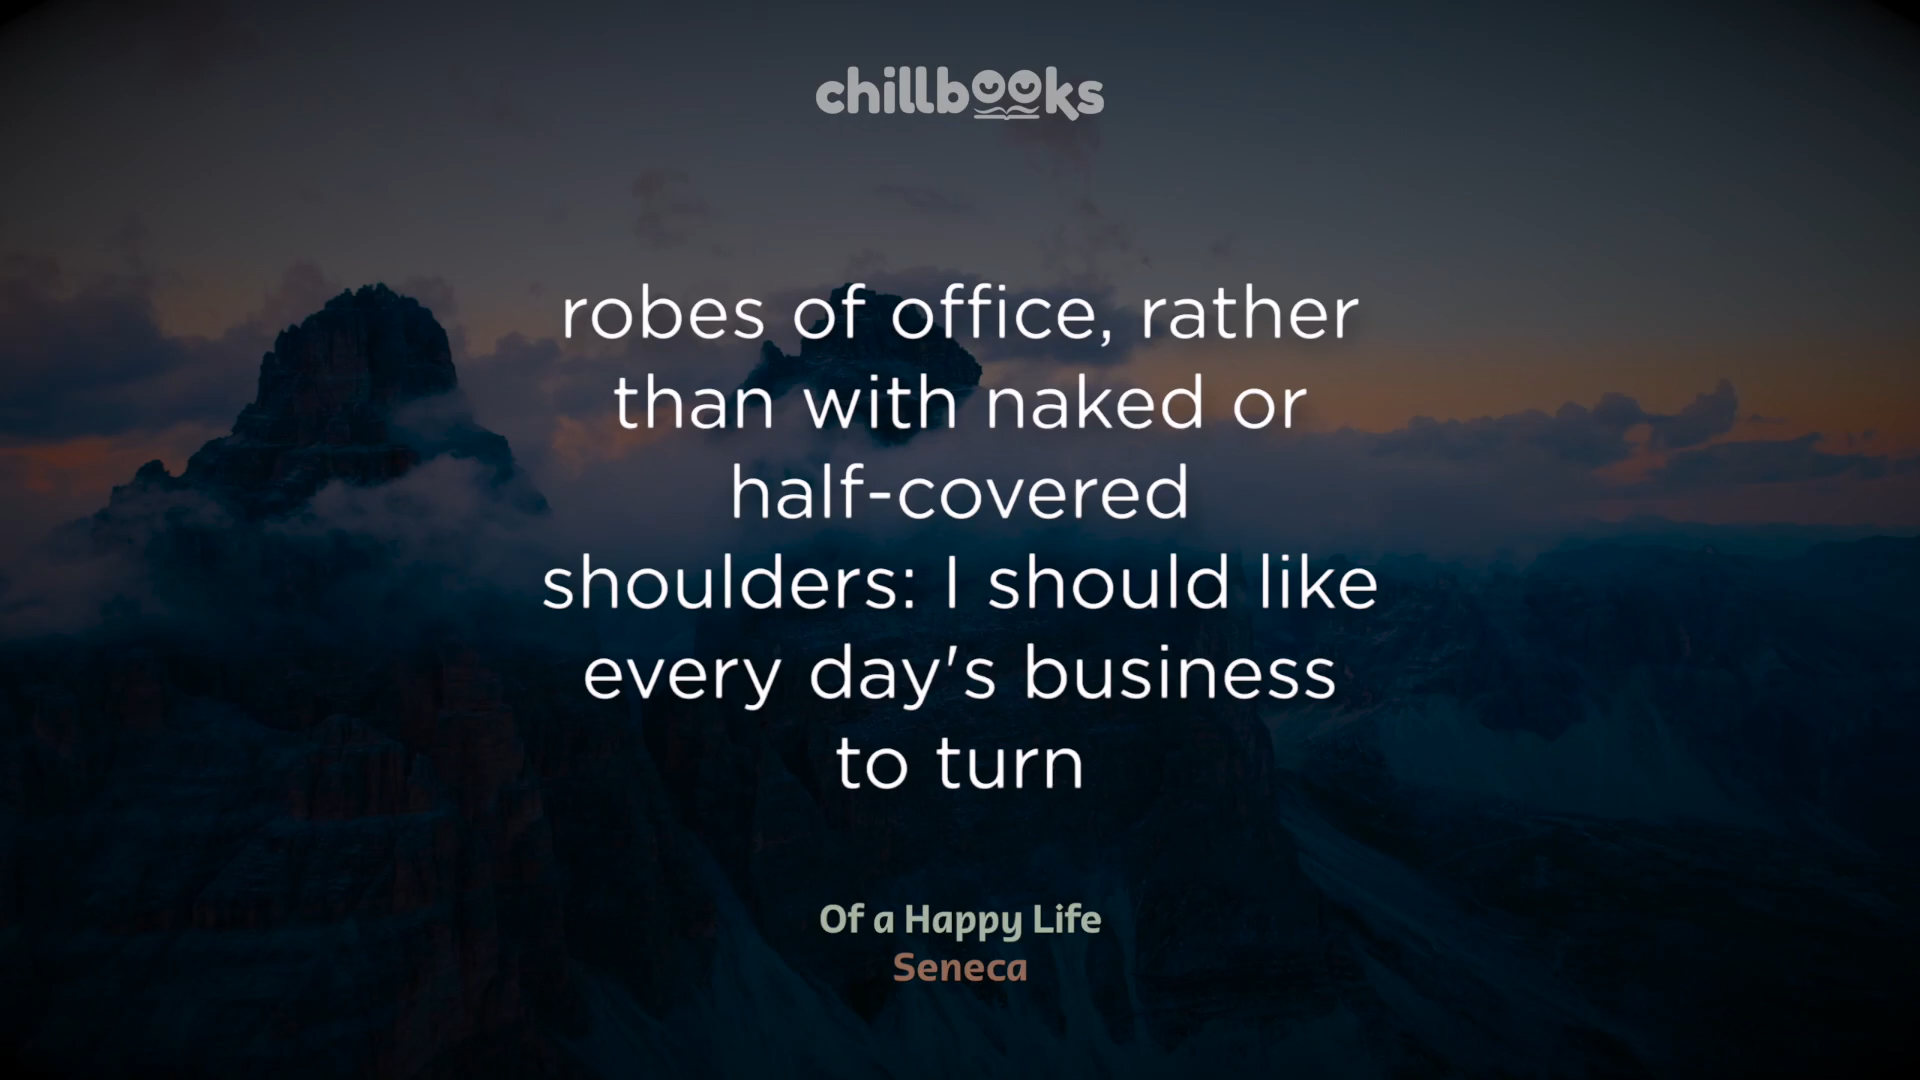 chillbooks
robes of office, rather
than with naked or
half-covered
shoulders: I should like
every day's business
to turn
Of a Happy Life
Seneca